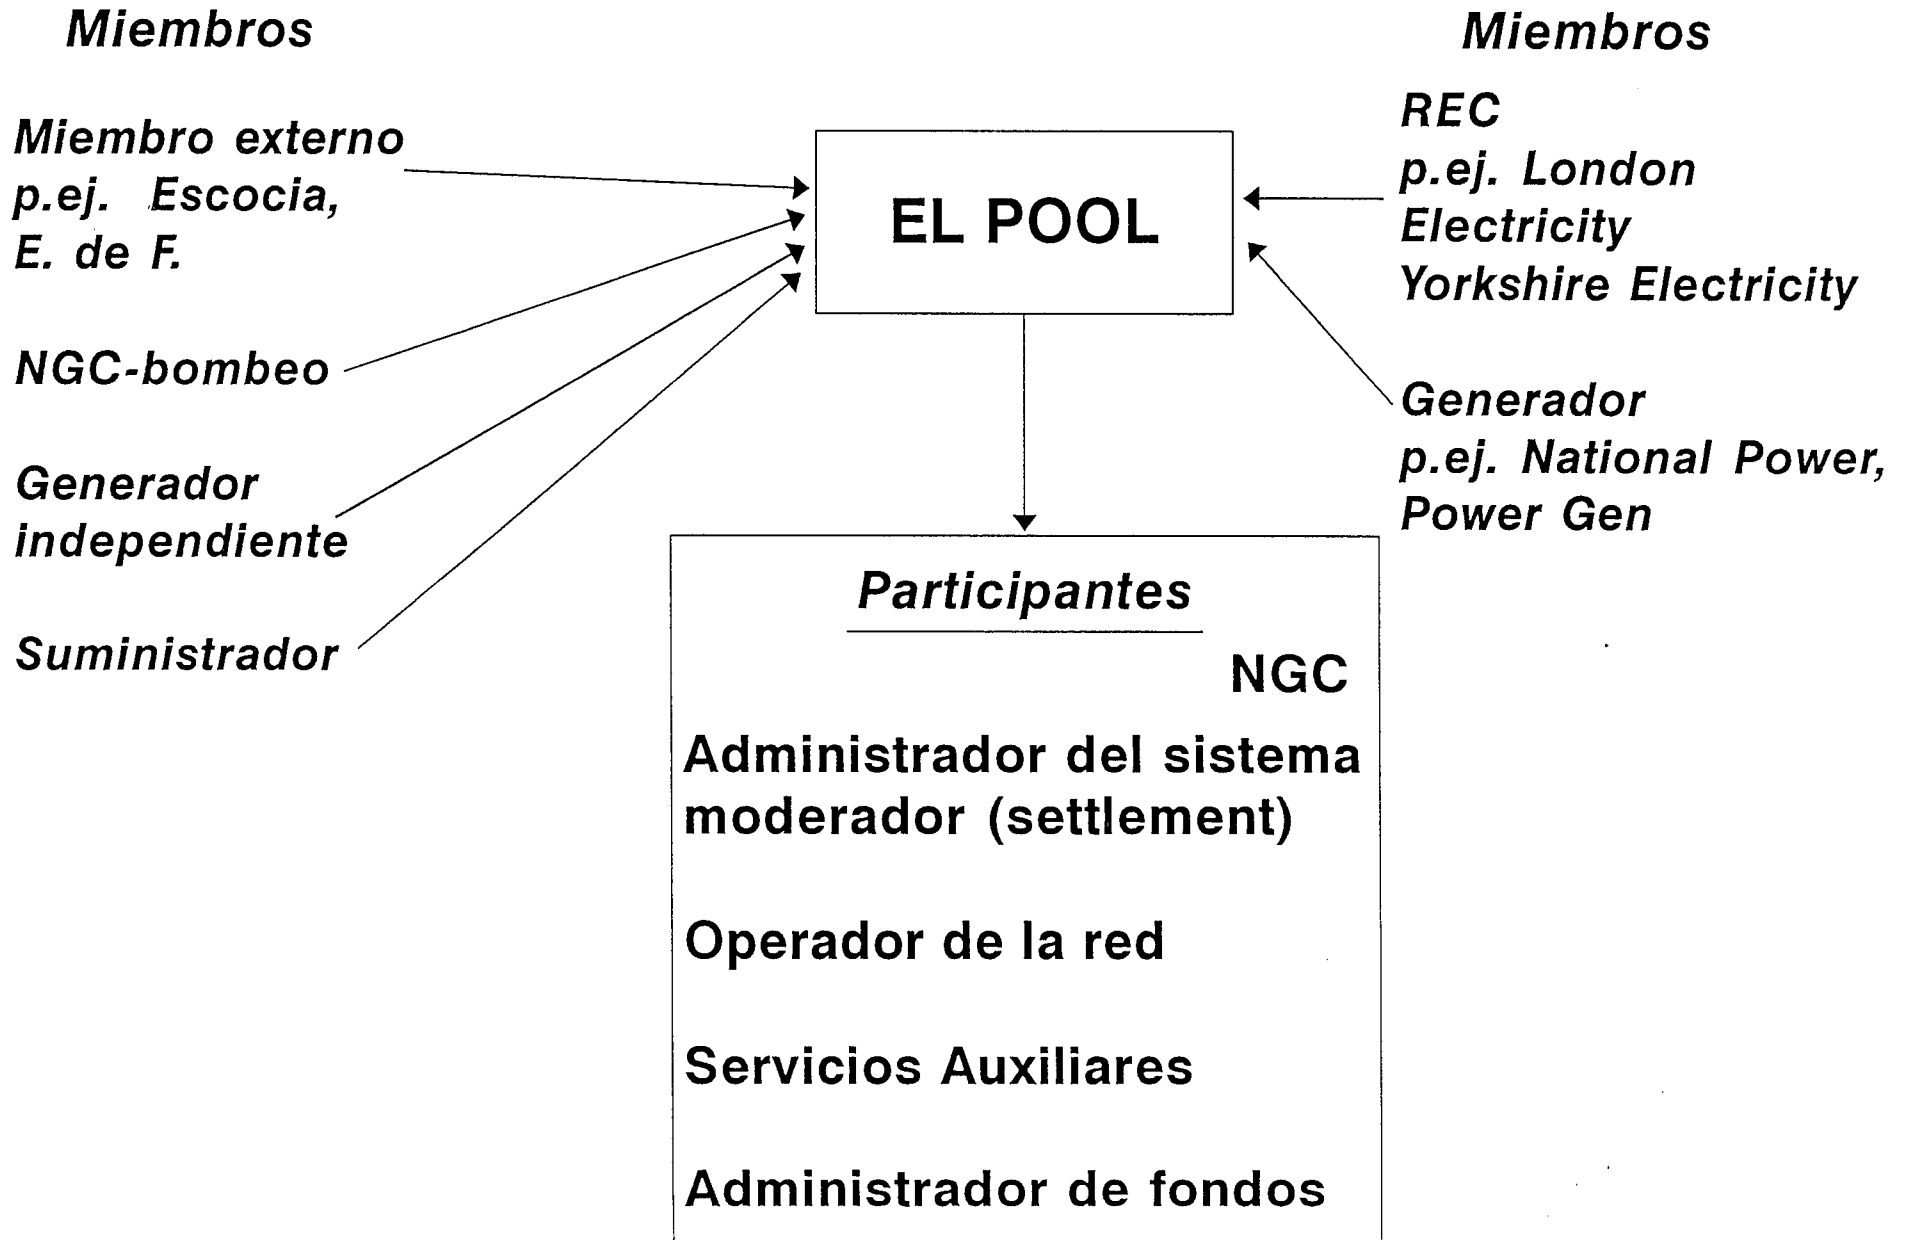 Miembros
Miembro externo
p.ej. Escocia,
E. de F.
NGC-bombeo
Generador
independiente
Suministrador
EL POOL
Miembros
REC
p.ej. London
Electricity
Yorkshire Electricity
Generador
p.ej. National Power,
Power Gen
Participantes
NGC
Administrador del sistema
moderador (settlement)
Operador de la red
Servicios Auxiliares
Administrador de fondos